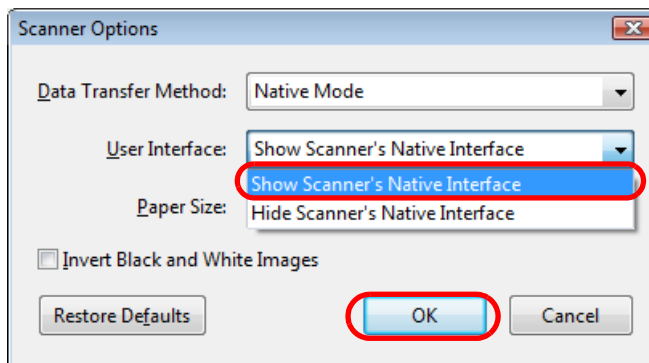 Scanner Options
Data Transfer Method: Native Mode
User Interface: Show Scanner's Native Interface
Show Scanner's Native Interface
Paper Size:
Hide Scanner's Native Interface
Invert Black and White Images
Restore Defaults OK Cancel